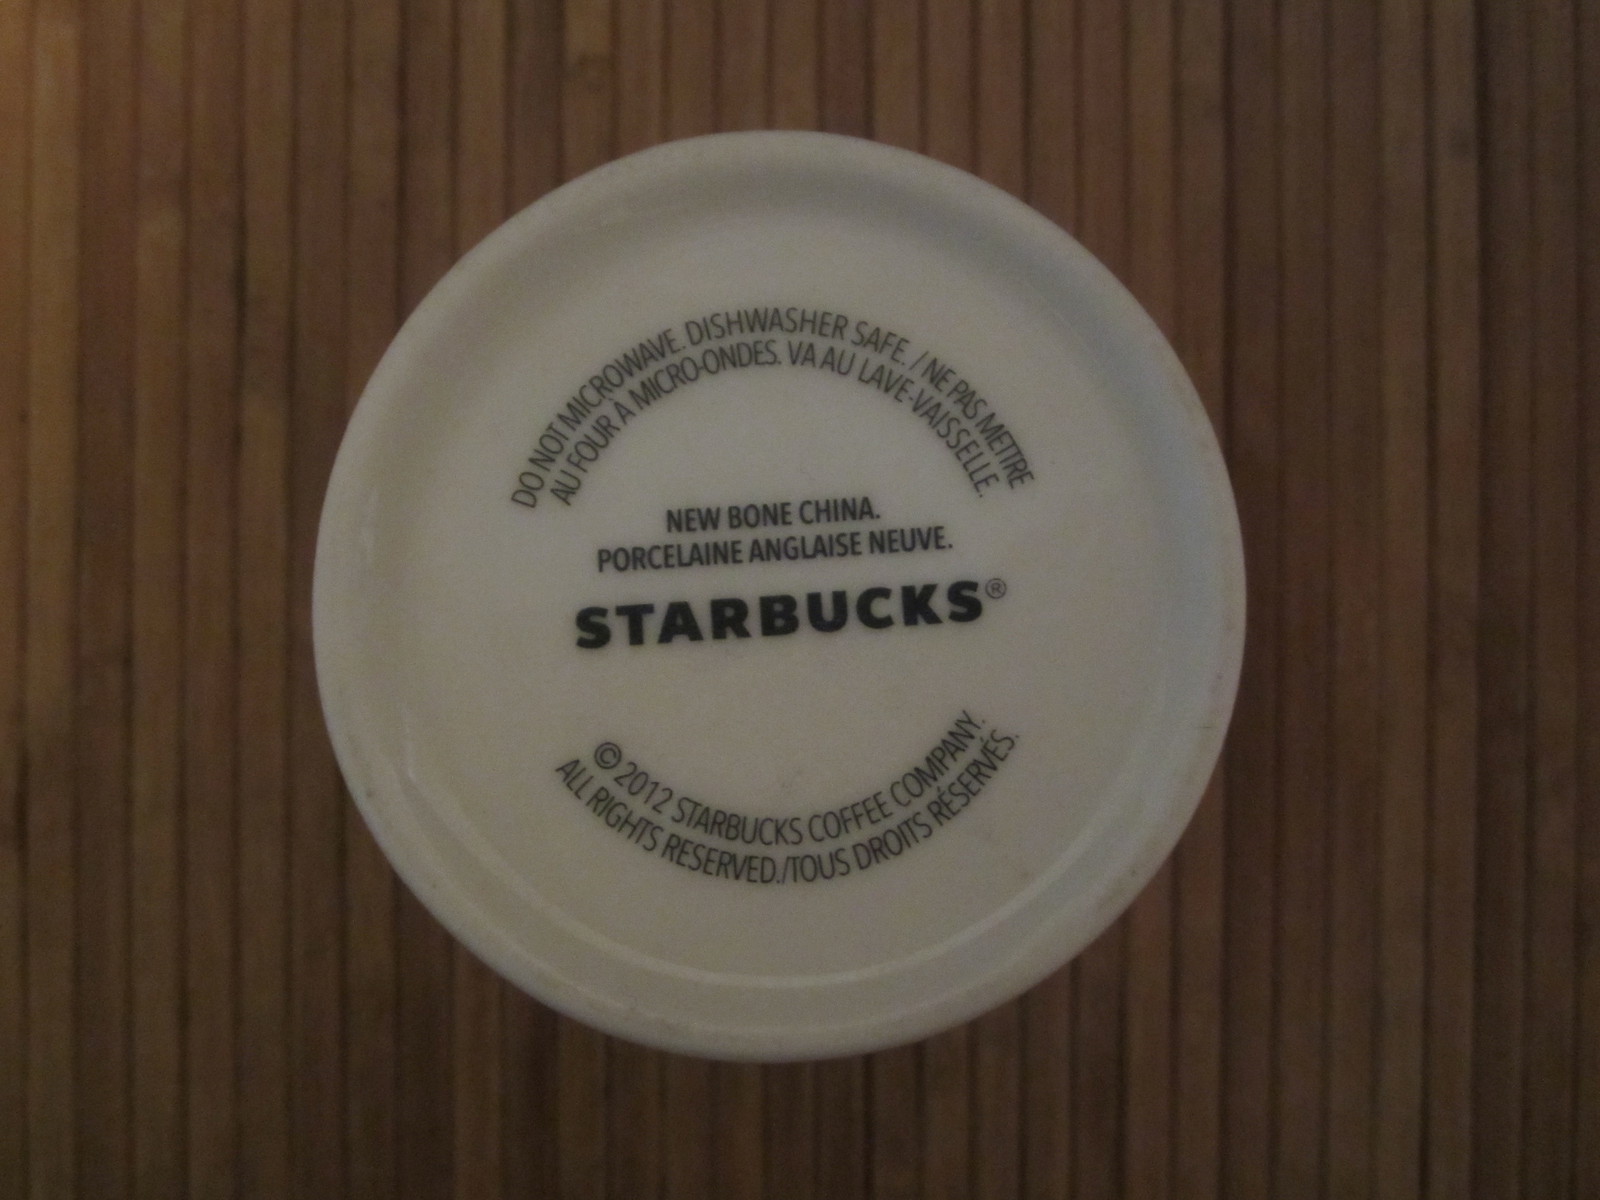 DO NOT MICROWAVE. DISHWASHER SAFE. / NE PAS METTRE
AU FOUR À MICRO-ONDES. VA AU LAVE-VAISSELLE.
NEW BONE CHINA.
PORCELAINE ANGLAISE NEUVE.
STARBUCKS®
© 2012 STARBUCKS COFFEE COMPANY.
ALL RIGHTS RESERVED./TOUS DROITS RÉSERVÉS.